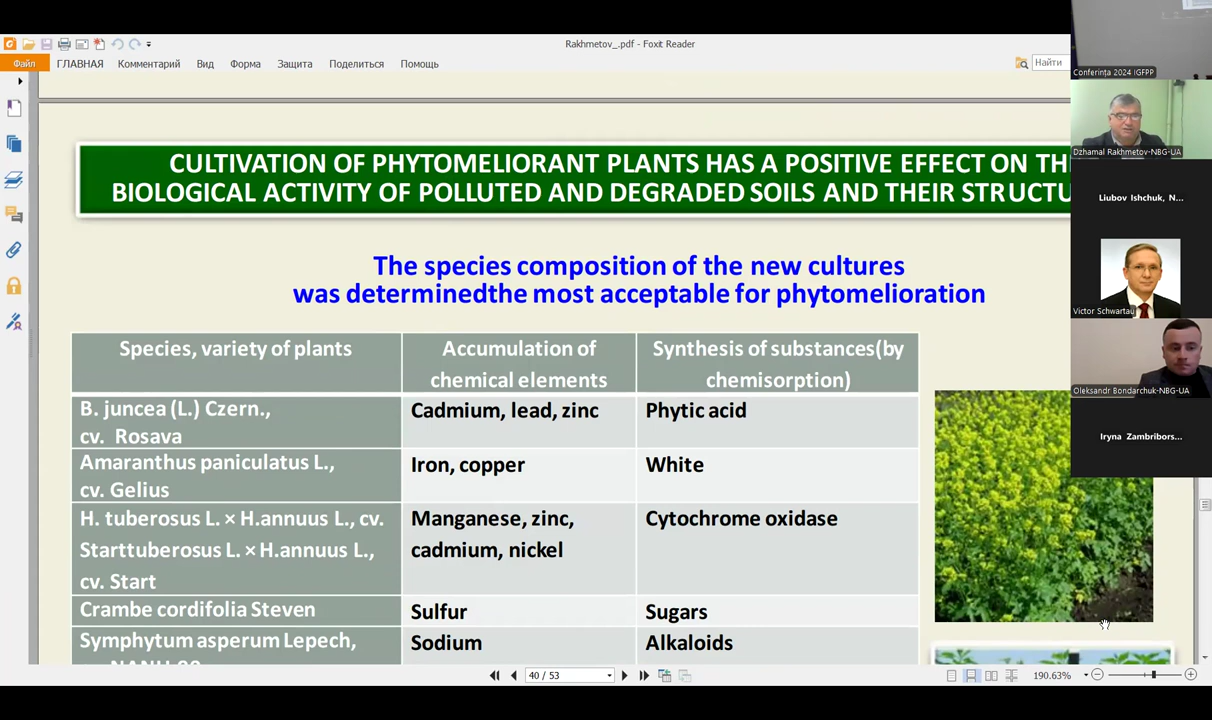 Rakhmetov_.pdf - Foxit Reader
Файл ГЛАВНАЯ Комментарий Вид Форма Защита Поделиться Помощь
Найти
Conferința 2024 IGFPP
Dzhamal Rakhmetov-NBG-UA
Liubov Ishchuk, N...
Victor Schwartau
Oleksandr Bondarchuk-NBG-UA
Iryna Zambribors...
CULTIVATION OF PHYTOMELIORANT PLANTS HAS A POSITIVE EFFECT ON TH
BIOLOGICAL ACTIVITY OF POLLUTED AND DEGRADED SOILS AND THEIR STRUCTU
The species composition of the new cultures
was determinedthe most acceptable for phytomelioration
Species, variety of plants
Accumulation of
chemical elements
Synthesis of substances(by
chemisorption)
B. juncea (L.) Czern.,
cv. Rosava
Cadmium, lead, zinc
Phytic acid
Amaranthus paniculatus L.,
cv. Gelius
Iron, copper
White
H. tuberosus L. × H.annuus L., cv.
Starttuberosus L. × H.annuus L.,
cv. Start
Manganese, zinc,
cadmium, nickel
Cytochrome oxidase
Crambe cordifolia Steven
Sulfur
Sugars
Symphytum asperum Lepech,
Sodium
Alkaloids
40 / 53
190.63%